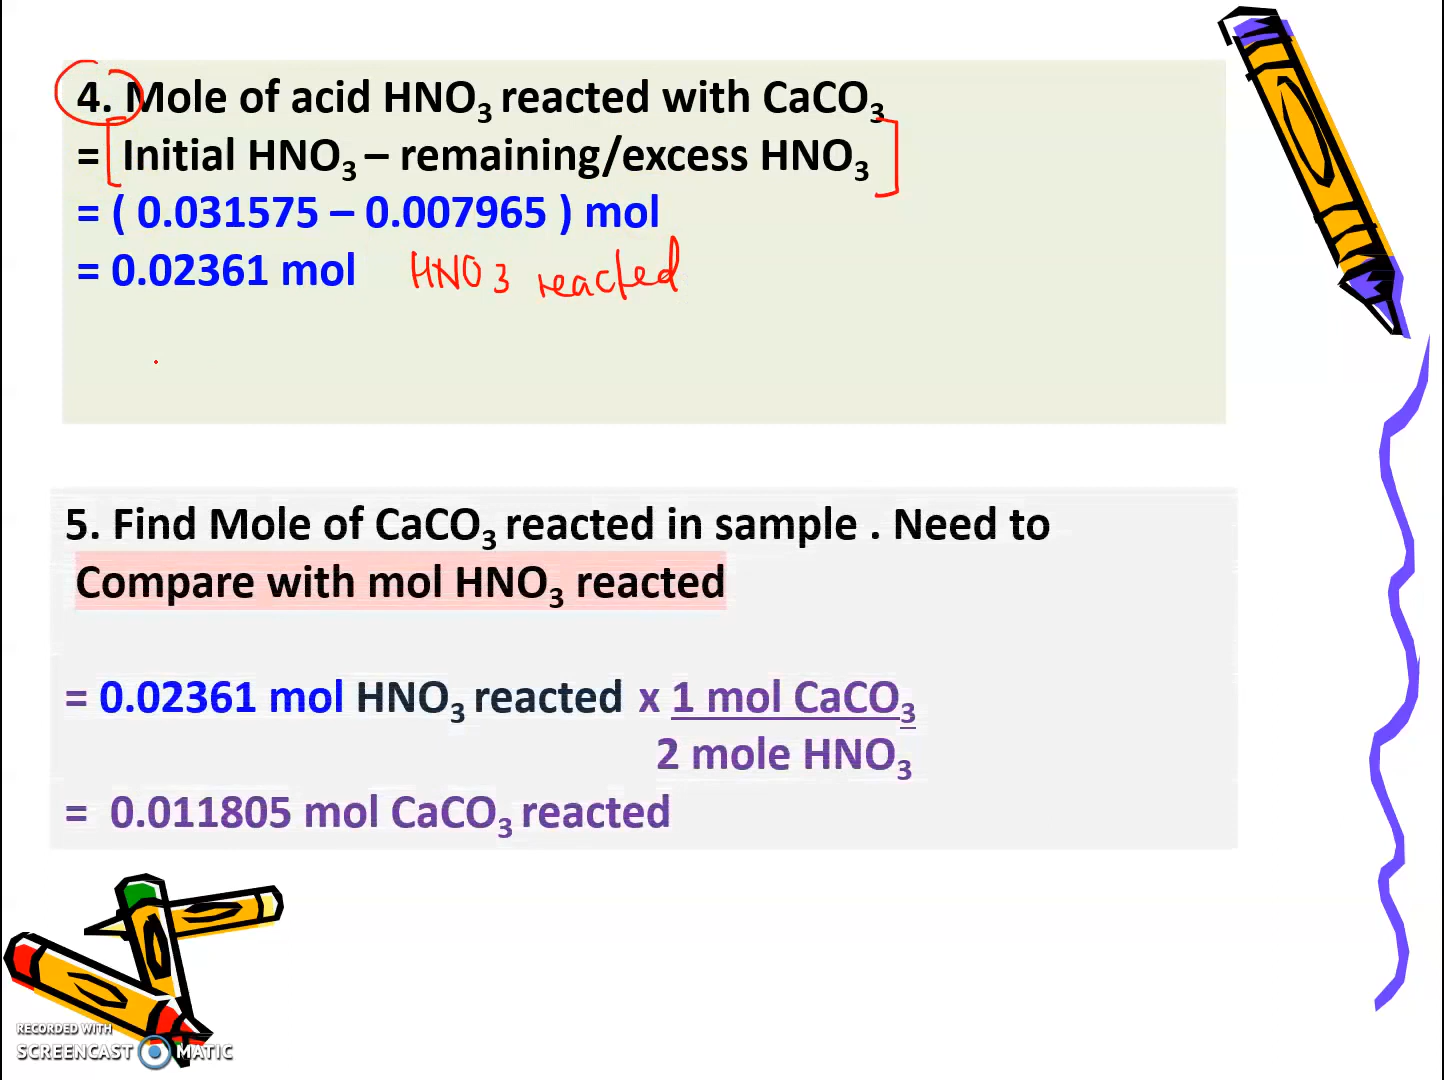 4. Mole of acid HNO₃ reacted with CaCO₃
= Initial HNO₃ – remaining/excess HNO₃
= ( 0.031575 – 0.007965 ) mol
= 0.02361 mol HNO3 reacted
5. Find Mole of CaCO₃ reacted in sample . Need to
Compare with mol HNO₃ reacted
= 0.02361 mol HNO₃ reacted x 1 mol CaCO₃
2 mole HNO₃
= 0.011805 mol CaCO₃ reacted
RECORDED WITH
SCREENCAST MATIC